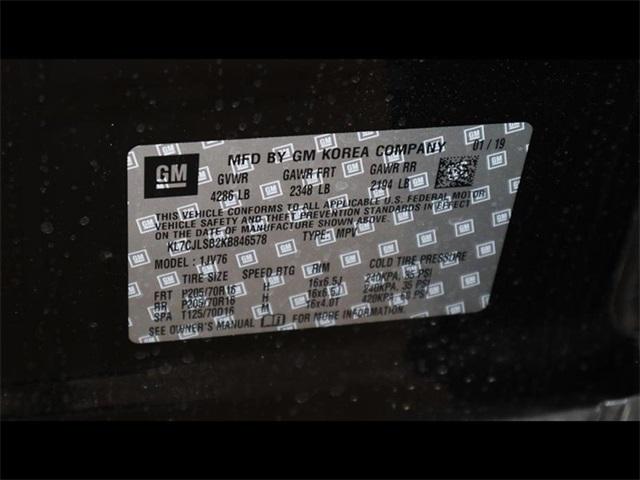 GM
MFD BY GM KOREA COMPANY 01/19
GVWR GAWR FRT GAWR RR
4286 LB 2348 LB 2194 LB
THIS VEHICLE CONFORMS TO ALL APPLICABLE U.S. FEDERAL MOTOR
VEHICLE SAFETY AND THEFT PREVENTION STANDARDS IN EFFECT
ON THE DATE OF MANUFACTURE SHOWN ABOVE.
KL7CJLSB2KB846578 TYPE: MPV
MODEL: 1JV76
TIRE SIZE SPEED RTG RIM COLD TIRE PRESSURE
FRT P205/70R16 H 16x6.5J 240KPA, 35 PSI
RR P205/70R16 H 16x6.5J 240KPA, 35 PSI
SPA T125/70D16 M 16x4.0T 420KPA, 60 PSI
SEE OWNER'S MANUAL FOR MORE INFORMATION.